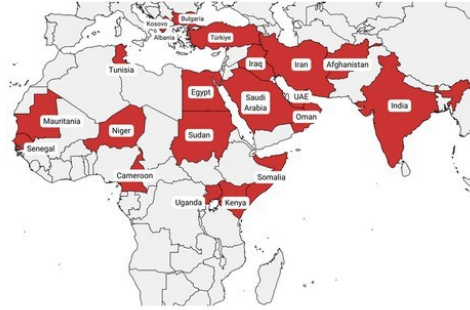 Kosovo
Bulgaria
Albania
Türkiye
Tunisia
Iraq
Iran
Afghanistan
Egypt
Saudi
Arabia
UAE
Oman
India
Mauritania
Niger
Sudan
Senegal
Cameroon
Somalia
Uganda
Kenya